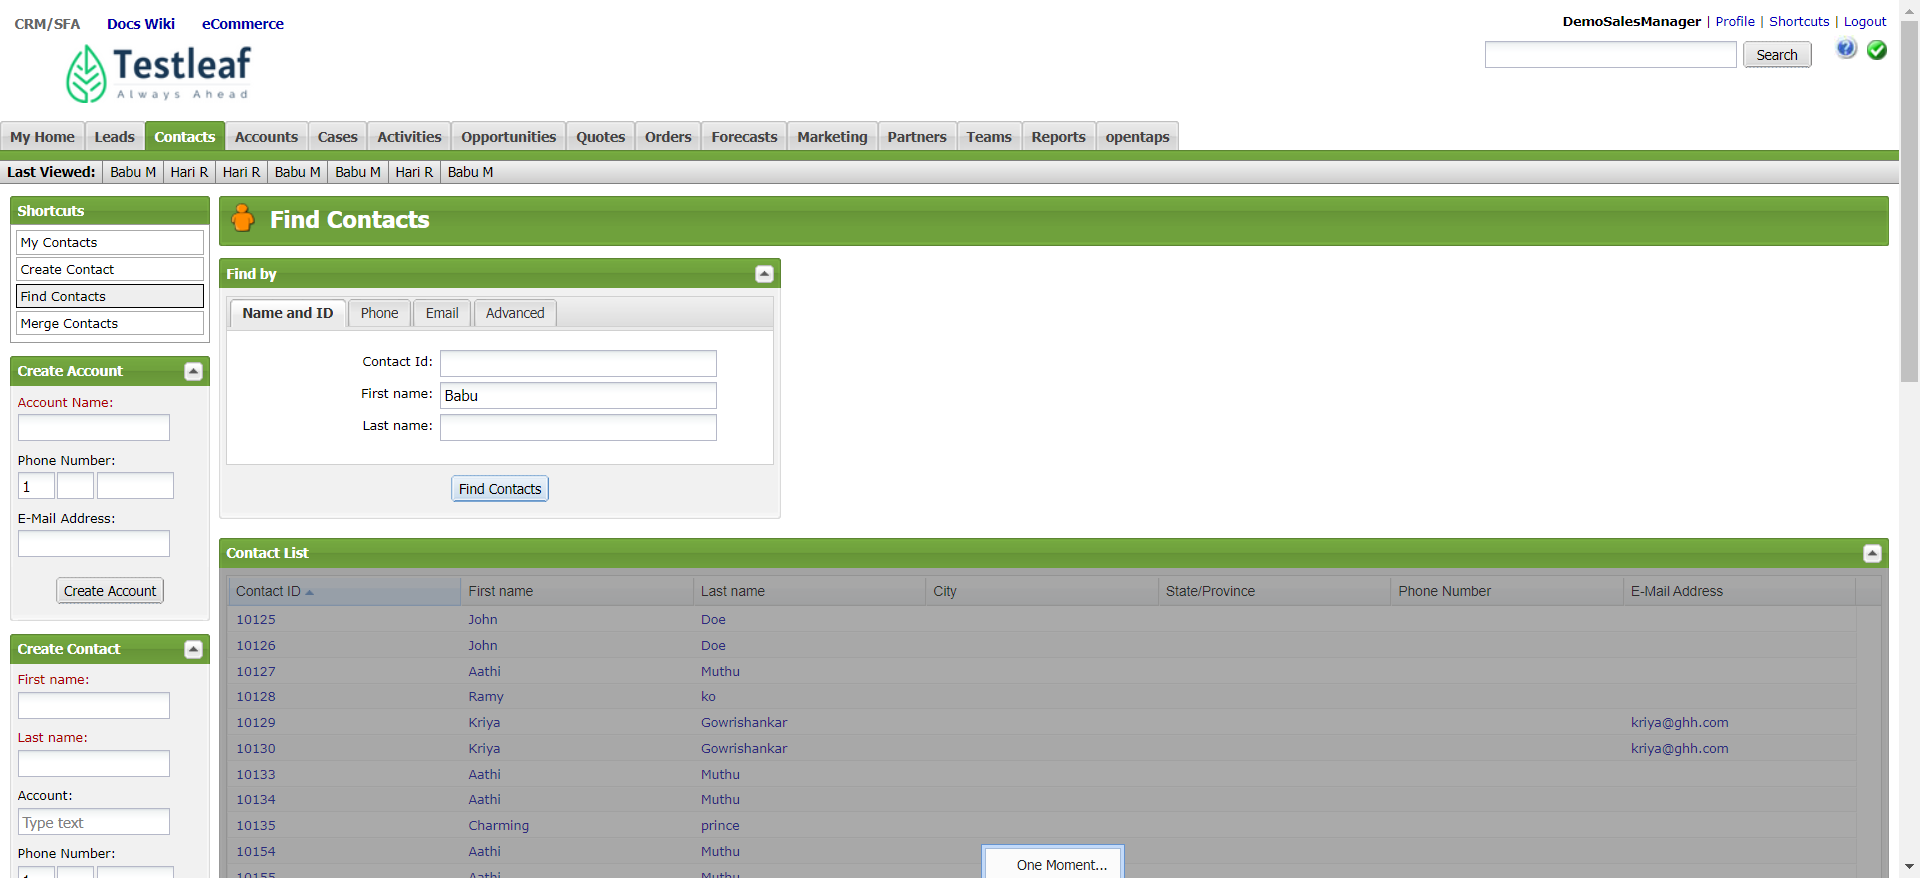 CRM/SFA Docs Wiki eCommerce
DemoSalesManager | Profile | Shortcuts | Logout
Testleaf
Always Ahead
Search
My Home Leads Contacts Accounts Cases Activities Opportunities Quotes Orders Forecasts Marketing Partners Teams Reports opentaps
Last Viewed: Babu M Hari R Hari R Babu M Babu M Hari R Babu M
Shortcuts
My Contacts
Create Contact
Find Contacts
Merge Contacts
Create Account
Account Name:
Phone Number:
1
E-Mail Address:
Create Account
Create Contact
First name:
Last name:
Account:
Type text
Phone Number:
Find Contacts
Find by
Name and ID Phone Email Advanced
Contact Id:
First name: Babu
Last name:
Find Contacts
Contact List
Contact ID First name Last name City State/Province Phone Number E-Mail Address
10125 John Doe
10126 John Doe
10127 Aathi Muthu
10128 Ramy ko
10129 Kriya Gowrishankar kriya@ghh.com
10130 Kriya Gowrishankar kriya@ghh.com
10133 Aathi Muthu
10134 Aathi Muthu
10135 Charming prince
10154 Aathi Muthu
10155 Aathi Muthu
One Moment...